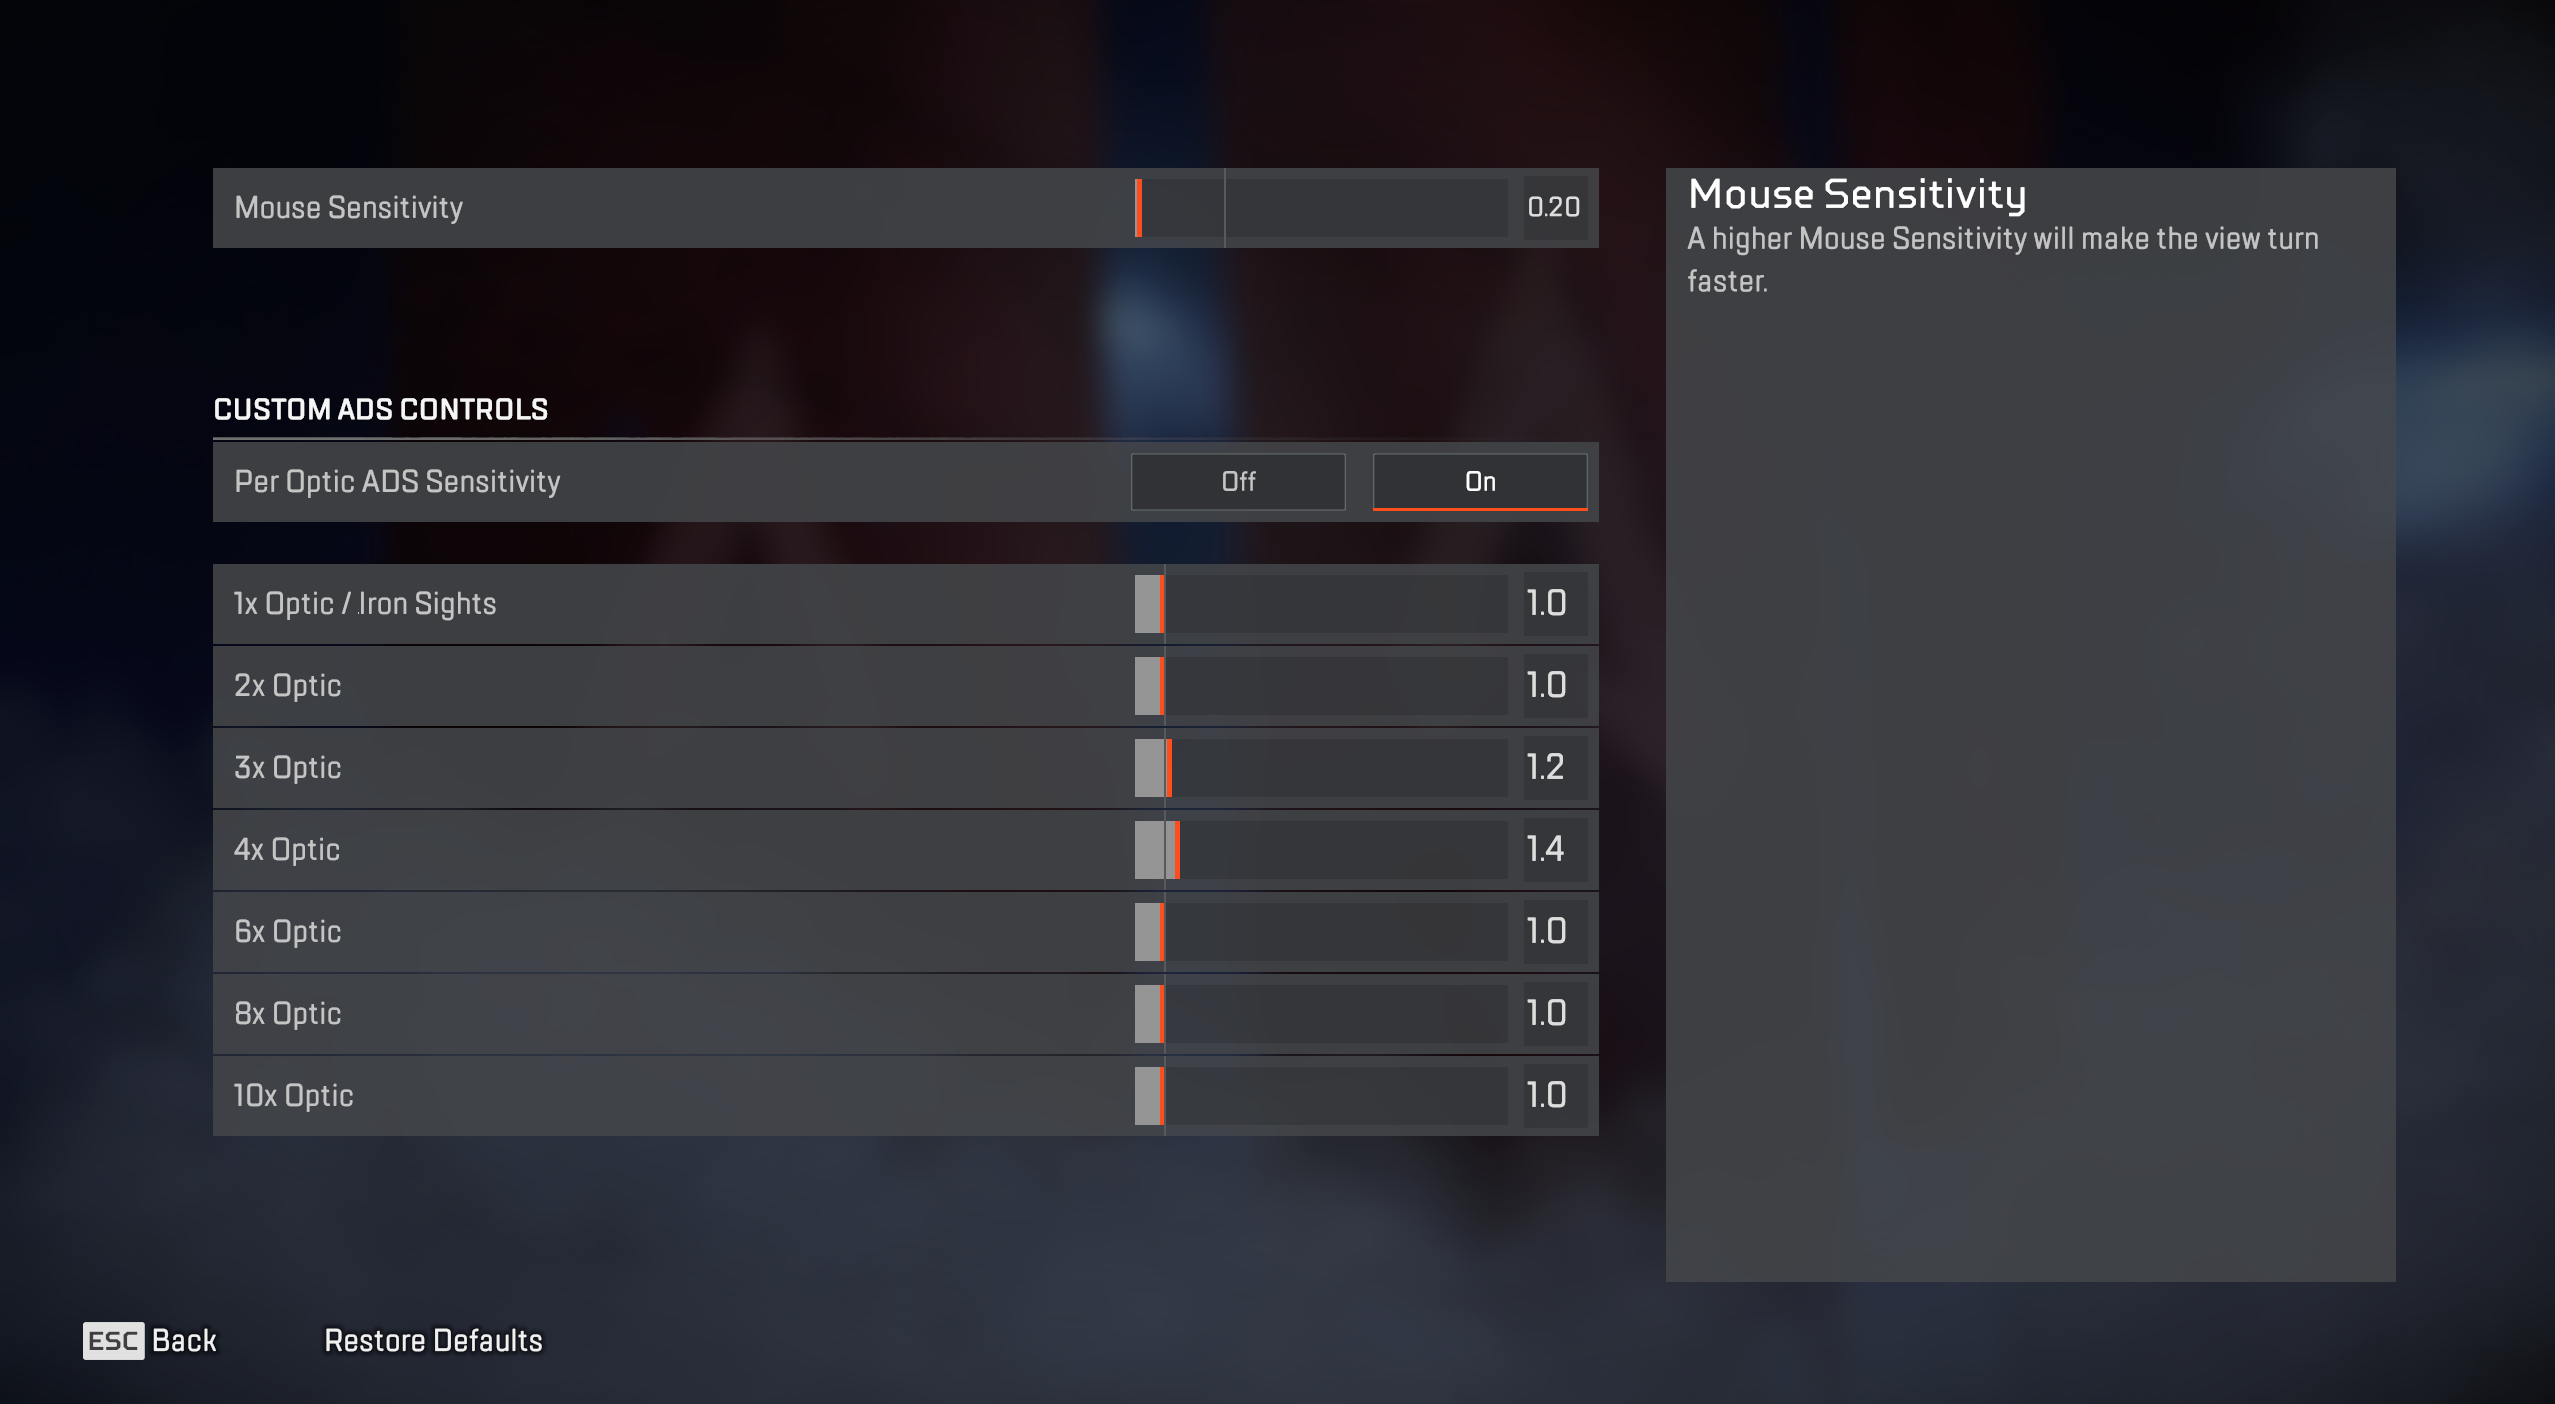 Mouse Sensitivity
0.20
CUSTOM ADS CONTROLS
Per Optic ADS Sensitivity
Off
On
1x Optic / Iron Sights
1.0
2x Optic
1.0
3x Optic
1.2
4x Optic
1.4
6x Optic
1.0
8x Optic
1.0
10x Optic
1.0
Mouse Sensitivity
A higher Mouse Sensitivity will make the view turn
faster.
ESC Back
Restore Defaults